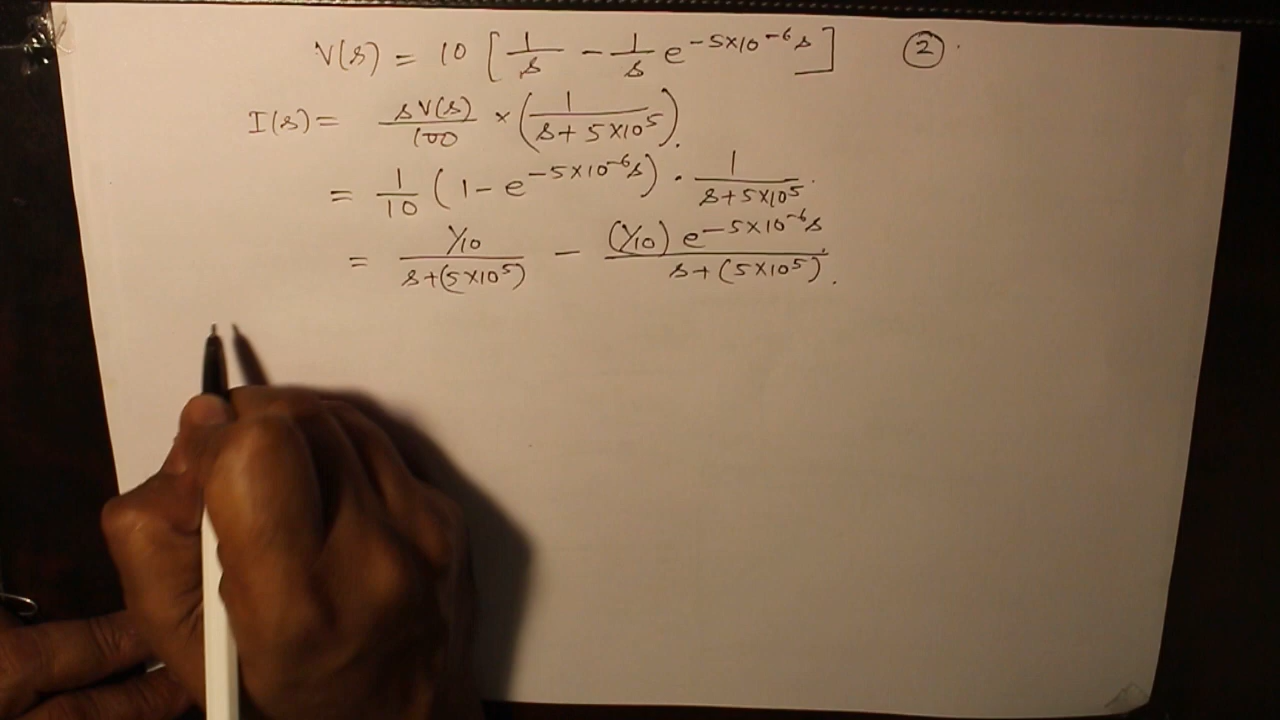 V(s) = 10 [ 1/s - 1/s e^{-5×10^{-6}s} ] ②.
I(s) = sV(s)/100 × ( 1/(s + 5×10^5) ).
= 1/10 ( 1 - e^{-5×10^{-6}s} ) · 1/(s+5×10^5).
= (1/10)/(s+(5×10^5)) - (1/10) e^{-5×10^{-6}s}/(s+(5×10^5)).